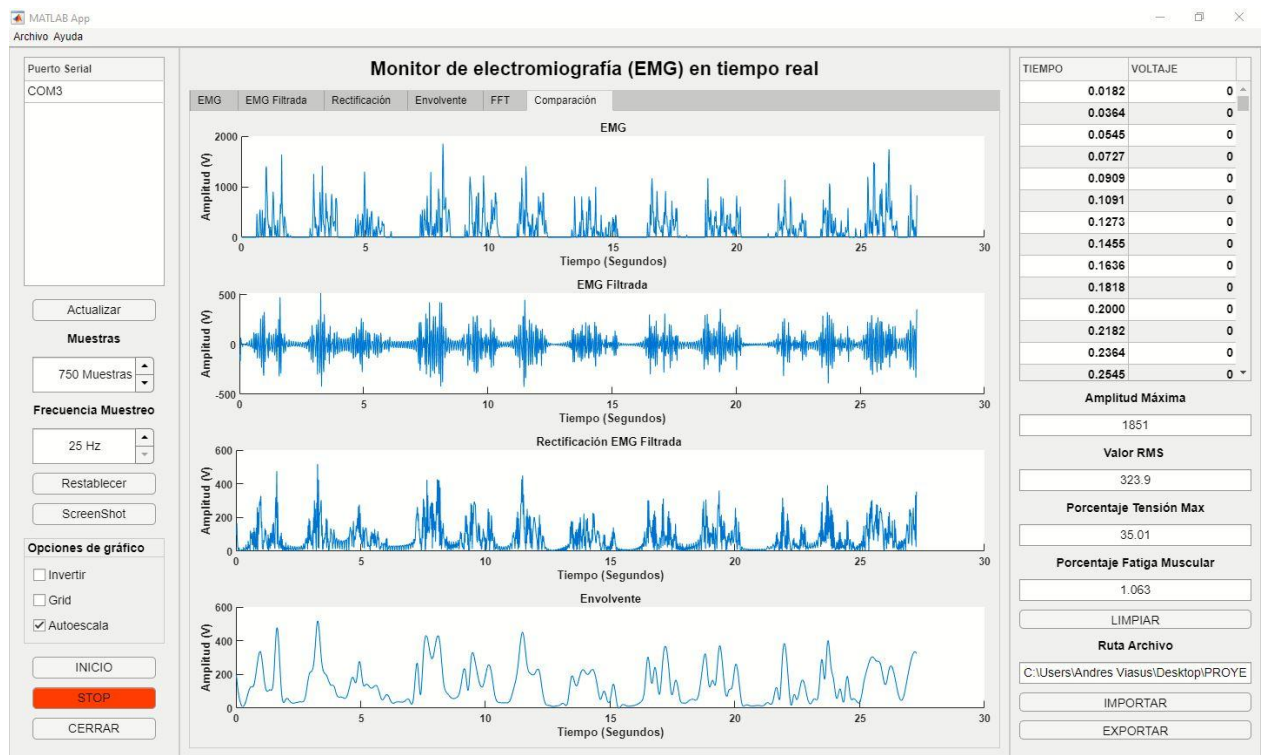 MATLAB App
Archivo Ayuda
Puerto Serial
COM3
Actualizar
Muestras
750 Muestras
Frecuencia Muestreo
25 Hz
Restablecer
ScreenShot
Opciones de gráfico
Invertir
Grid
Autoescala
INICIO
STOP
CERRAR
Monitor de electromiografía (EMG) en tiempo real
EMG EMG Filtrada Rectificación Envolvente FFT Comparación
EMG
Amplitud (V)
2000
1000
0
0 5 10 15 20 25 30
Tiempo (Segundos)
EMG Filtrada
Amplitud (V)
500
0
-500
0 5 10 15 20 25 30
Tiempo (Segundos)
Rectificación EMG Filtrada
Amplitud (V)
600
400
200
0
0 5 10 15 20 25 30
Tiempo (Segundos)
Envolvente
Amplitud (V)
600
400
200
0
0 5 10 15 20 25 30
Tiempo (Segundos)
TIEMPO VOLTAJE
0.0182 0
0.0364 0
0.0545 0
0.0727 0
0.0909 0
0.1091 0
0.1273 0
0.1455 0
0.1636 0
0.1818 0
0.2000 0
0.2182 0
0.2364 0
0.2545 0
Amplitud Máxima
1851
Valor RMS
323.9
Porcentaje Tensión Max
35.01
Porcentaje Fatiga Muscular
1.063
LIMPIAR
Ruta Archivo
C:\Users\Andres Viasus\Desktop\PROYE
IMPORTAR
EXPORTAR